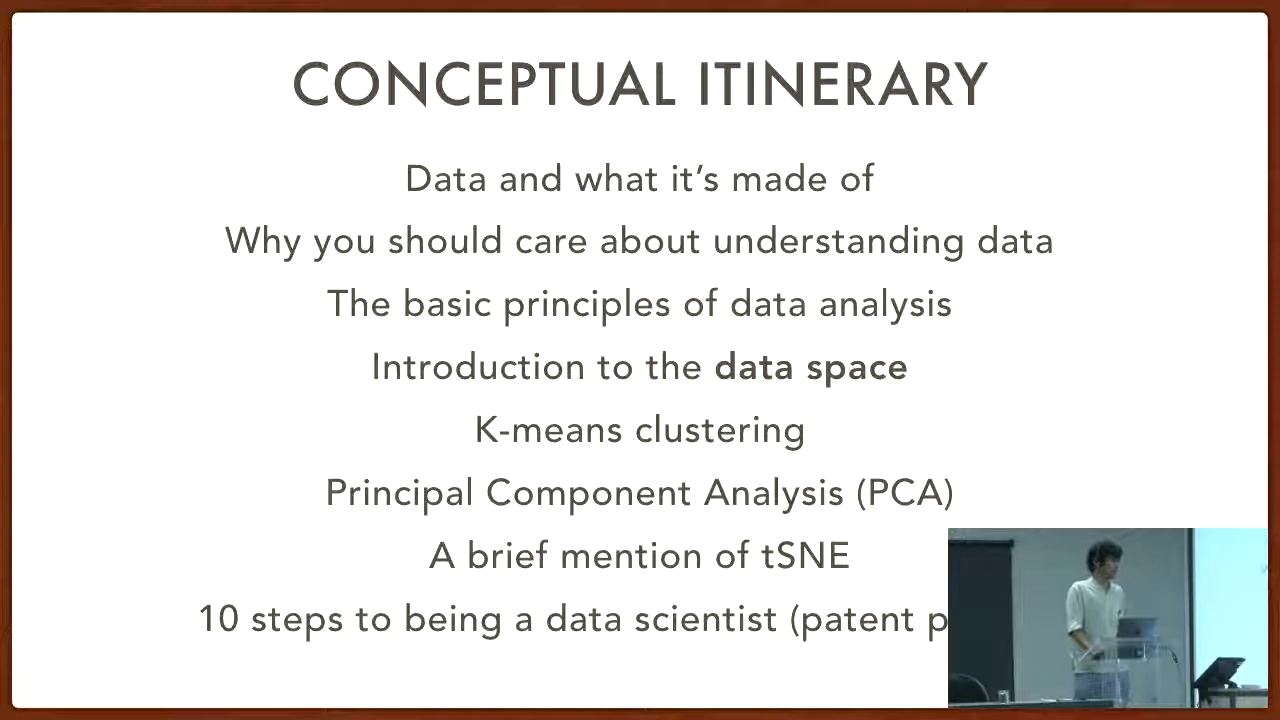 CONCEPTUAL ITINERARY
Data and what it's made of
Why you should care about understanding data
The basic principles of data analysis
Introduction to the data space
K-means clustering
Principal Component Analysis (PCA)
A brief mention of tSNE
10 steps to being a data scientist (patent p